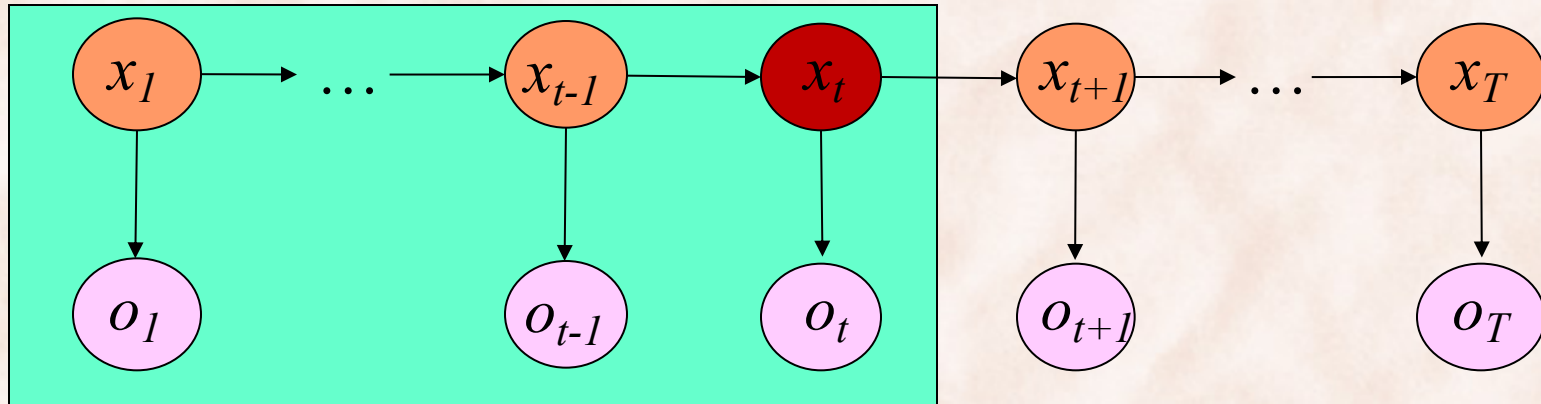 x1 … xt-1 xt xt+1 … xT
o1 ot-1 ot ot+1 oT